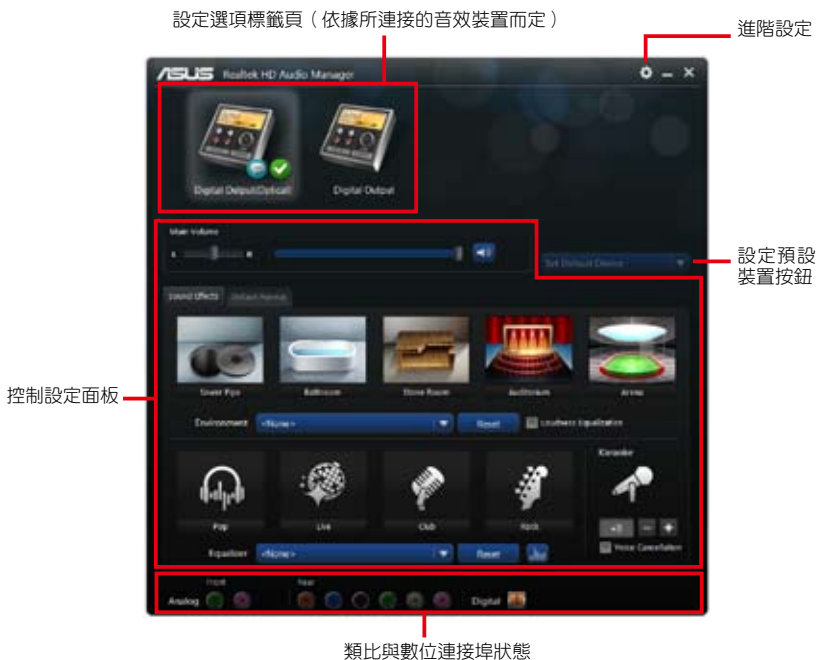 設定選項標籤頁（依據所連接的音效裝置而定）
進階設定
ASUS Realtek HD Audio Manager
Digital Output(Optical)
Digital Output
Main Volume
L R
Set Default Device
設定預設
裝置按鈕
Sound Effects Default Format
控制設定面板
Sewer Pipe
Bathroom
Stone Room
Auditorium
Arena
Environment <None> Reset Loudness Equalization
Karaoke
Pop
Live
Club
Rock
+0 − +
Equalizer <None> Reset
Voice Cancellation
Front Rear
Analog
Digital
類比與數位連接埠狀態